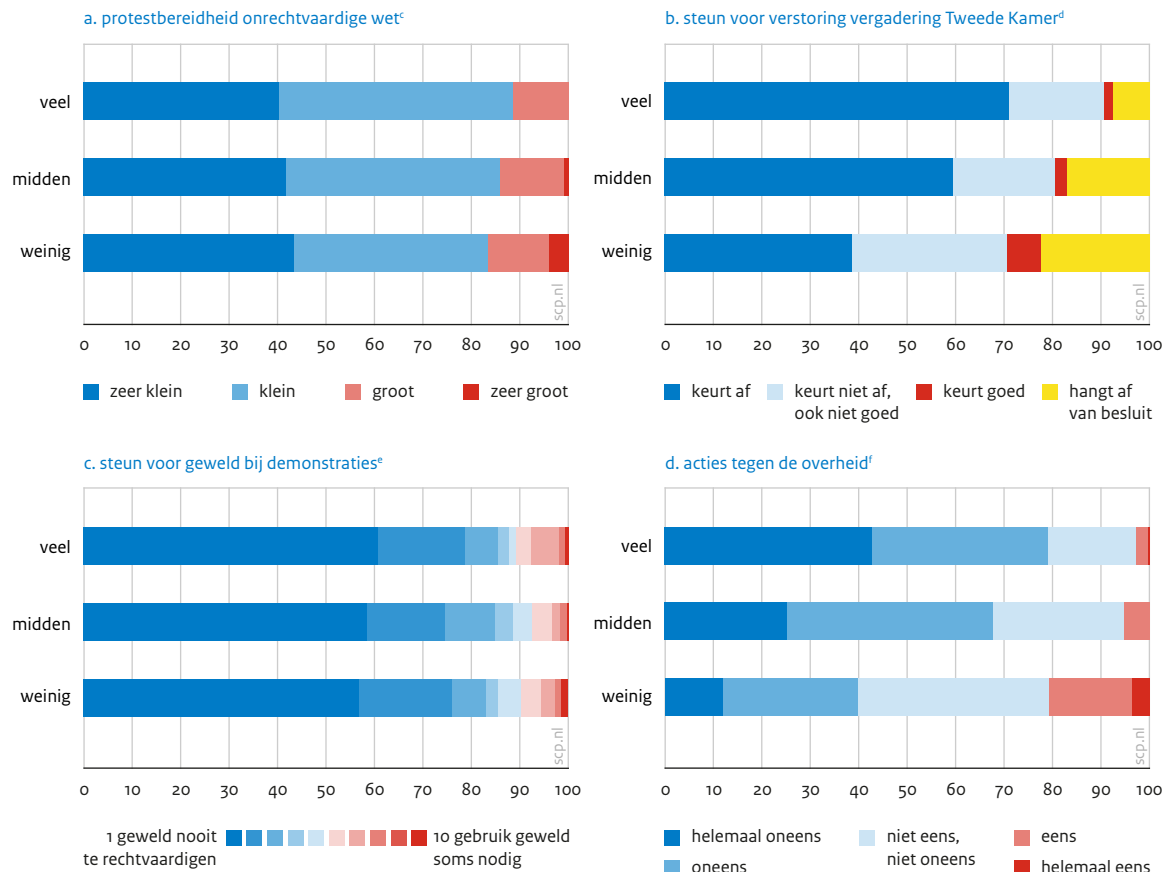 a. protestbereidheid onrechtvaardige wetᶜ
veel
midden
weinig
scp.nl
0 10 20 30 40 50 60 70 80 90 100
zeer klein klein groot zeer groot
b. steun voor verstoring vergadering Tweede Kamerᵈ
veel
midden
weinig
scp.nl
0 10 20 30 40 50 60 70 80 90 100
keurt af
keurt niet af,
ook niet goed
keurt goed
hangt af
van besluit
c. steun voor geweld bij demonstratiesᵉ
veel
midden
weinig
scp.nl
0 10 20 30 40 50 60 70 80 90 100
1 geweld nooit
te rechtvaardigen
10 gebruik geweld
soms nodig
d. acties tegen de overheidᶠ
veel
midden
weinig
scp.nl
0 10 20 30 40 50 60 70 80 90 100
helemaal oneens
oneens
niet eens,
niet oneens
eens
helemaal eens